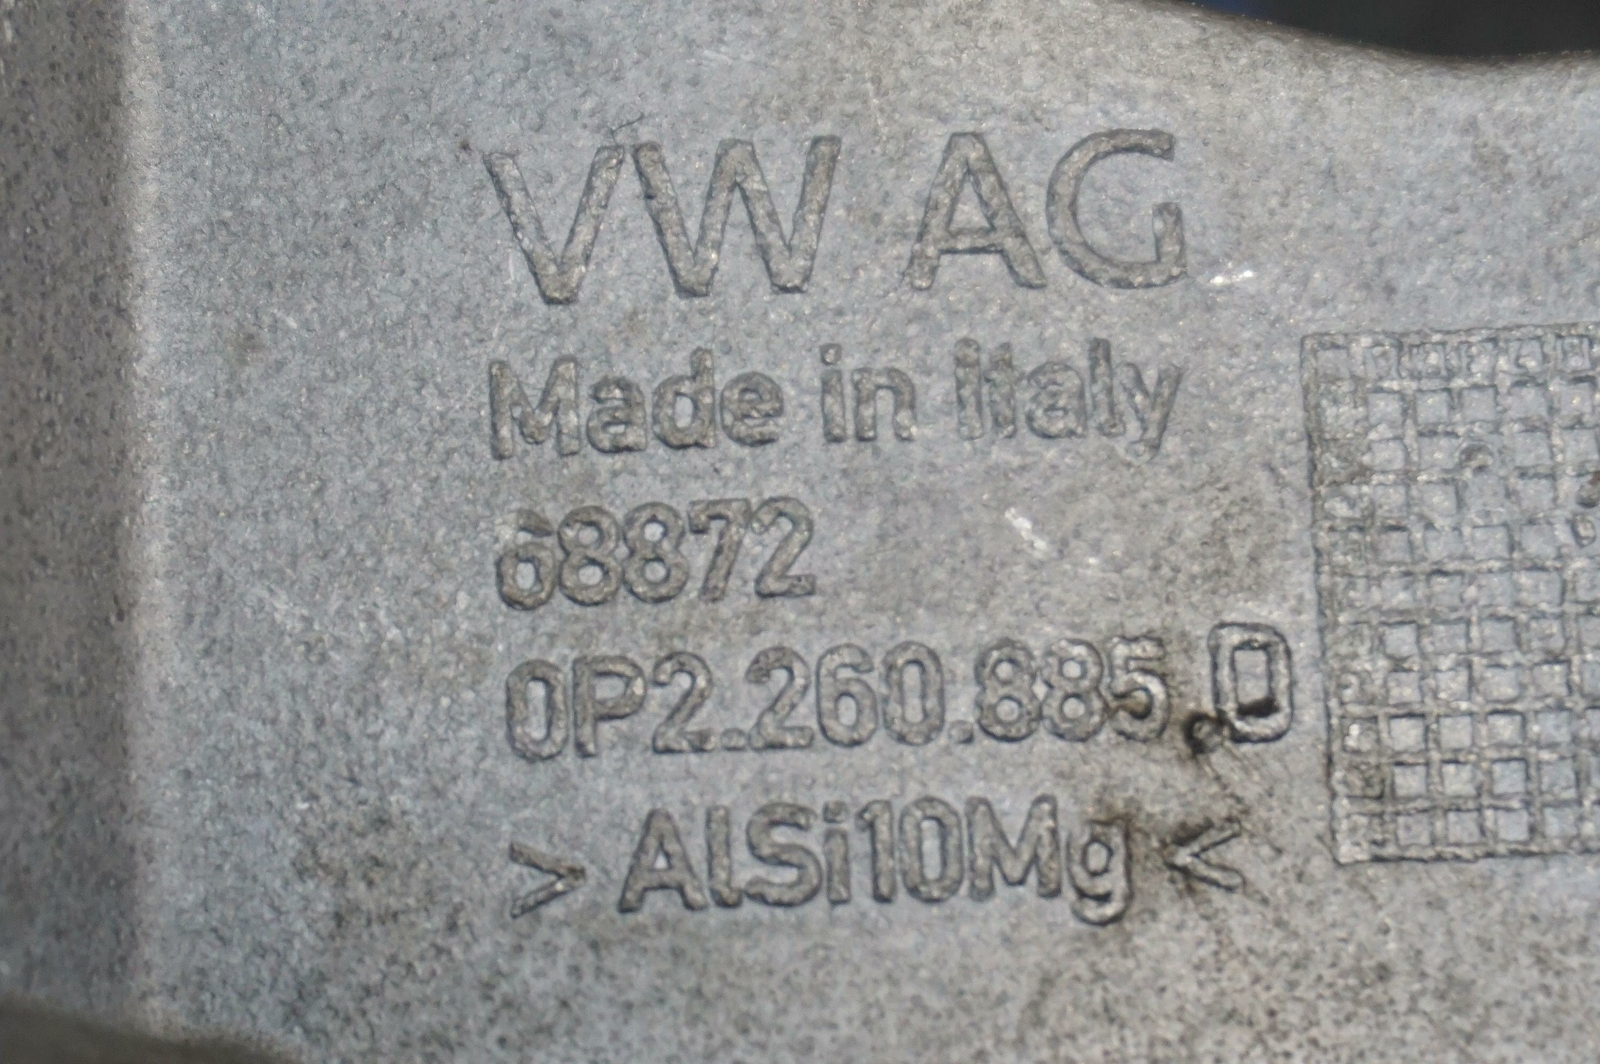 VW AG
Made in italy
68872
0P2.260.885.D
> AlSi10Mg <